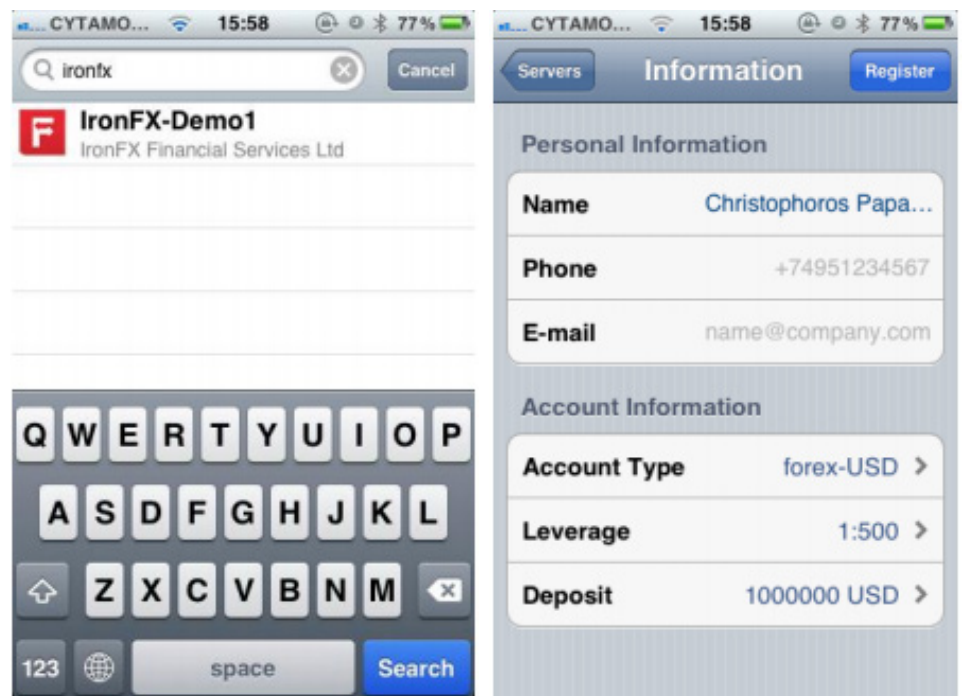 CYTAMO... 15:58 77%
ironfx Cancel
IronFX-Demo1
IronFX Financial Services Ltd
Q W E R T Y U I O P
A S D F G H J K L
Z X C V B N M
123 space Search
CYTAMO... 15:58 77%
Servers Information Register
Personal Information
Name Christophoros Papa...
Phone +74951234567
E-mail name@company.com
Account Information
Account Type forex-USD
Leverage 1:500
Deposit 1000000 USD